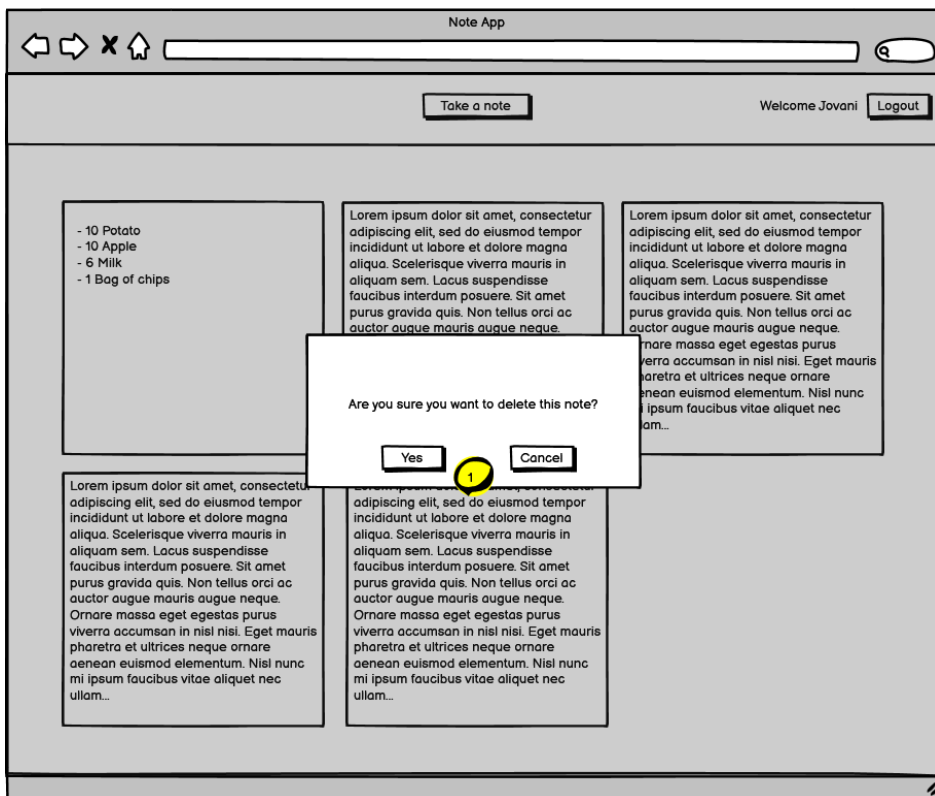 Note App
Take a note
Welcome Jovani
Logout
- 10 Potato
- 10 Apple
- 6 Milk
- 1 Bag of chips
Lorem ipsum dolor sit amet, consectetur
adipiscing elit, sed do eiusmod tempor
incididunt ut labore et dolore magna
aliqua. Scelerisque viverra mauris in
aliquam sem. Lacus suspendisse
faucibus interdum posuere. Sit amet
purus gravida quis. Non tellus orci ac
auctor augue mauris augue neque.
Lorem ipsum dolor sit amet, consectetur
adipiscing elit, sed do eiusmod tempor
incididunt ut labore et dolore magna
aliqua. Scelerisque viverra mauris in
aliquam sem. Lacus suspendisse
faucibus interdum posuere. Sit amet
purus gravida quis. Non tellus orci ac
auctor augue mauris augue neque.
massa eget egestas purus
accumsan in nisl nisi. Eget mauris
et ultrices neque ornare
euismod elementum. Nisl nunc
ipsum faucibus vitae aliquet nec
Are you sure you want to delete this note?
Yes
Cancel
1
Lorem ipsum dolor sit amet,
adipiscing elit, sed do eiusmod tempor
incididunt ut labore et dolore magna
aliqua. Scelerisque viverra mauris in
aliquam sem. Lacus suspendisse
faucibus interdum posuere. Sit amet
purus gravida quis. Non tellus orci ac
auctor augue mauris augue neque.
Ornare massa eget egestas purus
viverra accumsan in nisl nisi. Eget mauris
pharetra et ultrices neque ornare
aenean euismod elementum. Nisl nunc
mi ipsum faucibus vitae aliquet nec
ullam...
adipiscing elit, sed do eiusmod tempor
incididunt ut labore et dolore magna
aliqua. Scelerisque viverra mauris in
aliquam sem. Lacus suspendisse
faucibus interdum posuere. Sit amet
purus gravida quis. Non tellus orci ac
auctor augue mauris augue neque.
Ornare massa eget egestas purus
viverra accumsan in nisl nisi. Eget mauris
pharetra et ultrices neque ornare
aenean euismod elementum. Nisl nunc
mi ipsum faucibus vitae aliquet nec
ullam...